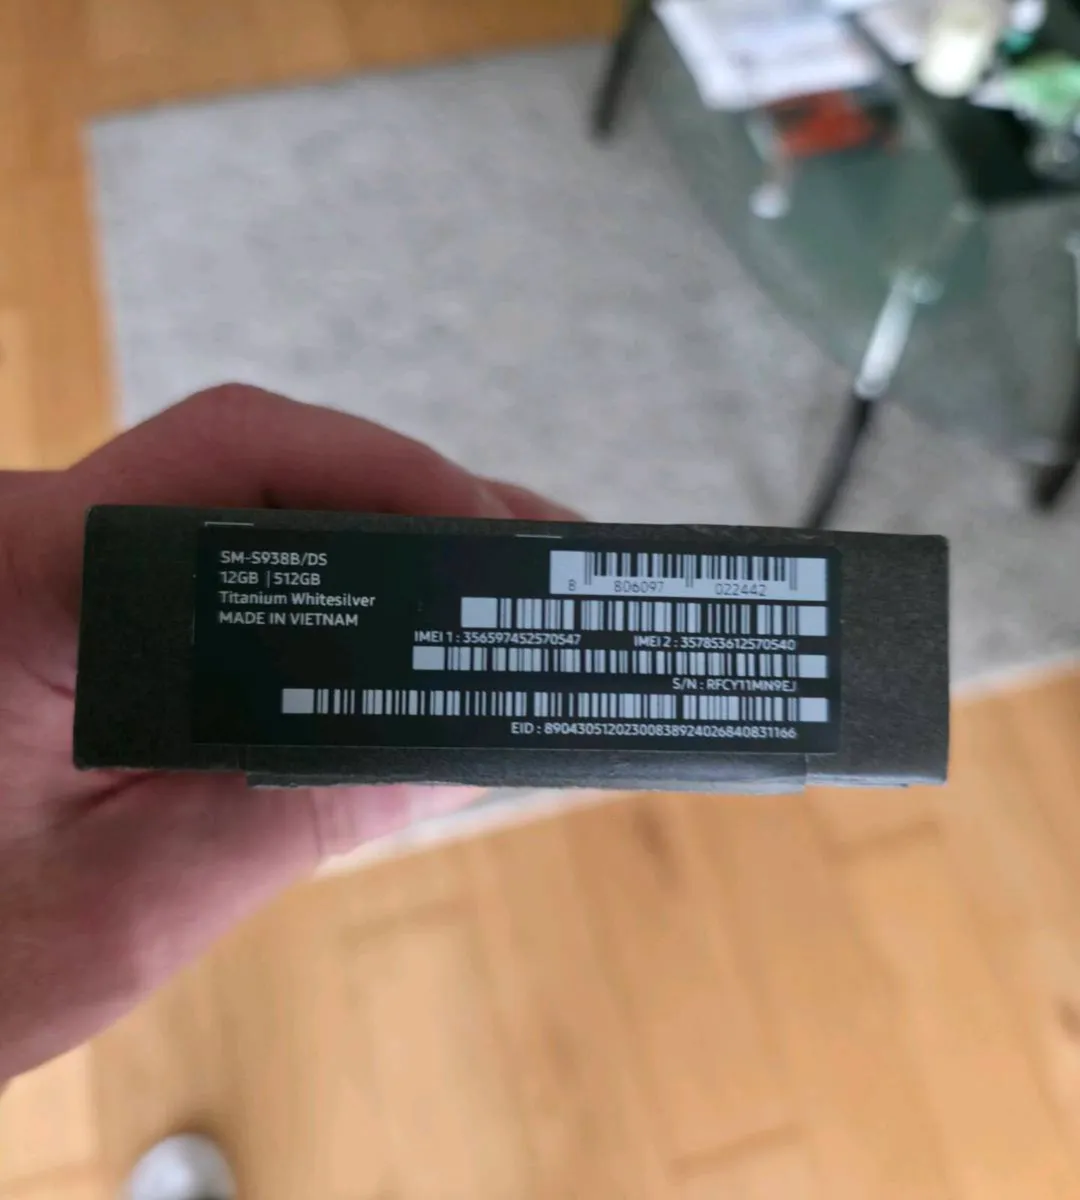 SM-S938B/DS
12GB | 512GB
Titanium Whitesilver
MADE IN VIETNAM
8 806097 022442
IMEI 1 : 356597452570547 IMEI 2 : 357853612570540
S/N : RFCY11MN9EJ
EID : 89043051202300838924026840831166